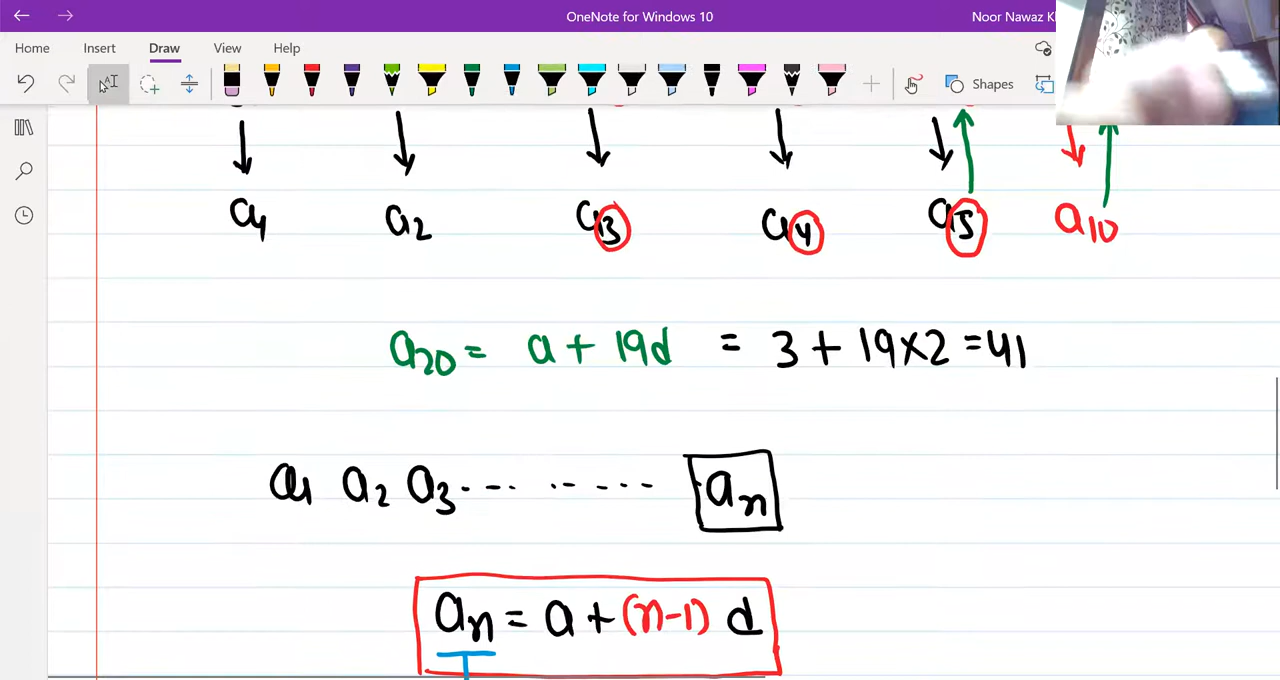 OneNote for Windows 10
Noor Nawaz Kh
Home Insert Draw View Help
Shapes
a1 a2 a3 a4 a5 a10
a20 = a + 19d = 3 + 19×2 = 41
a1 a2 a3 ... ...... an
an = a + (n-1) d